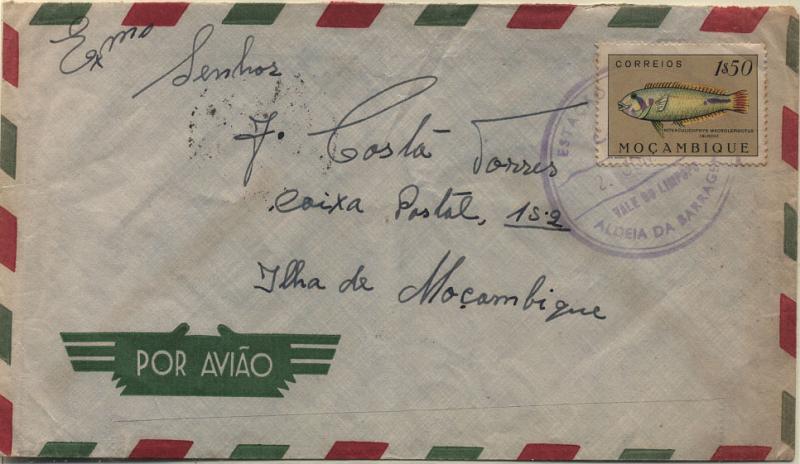 Exmo
Senhor
J. Costa Torres
Caixa Postal, 152
Ilha de Moçambique
POR AVIÃO
CORREIOS 1$50
MOÇAMBIQUE
VALE DO LIMPOPO
ALDEIA DA BARRAGEM